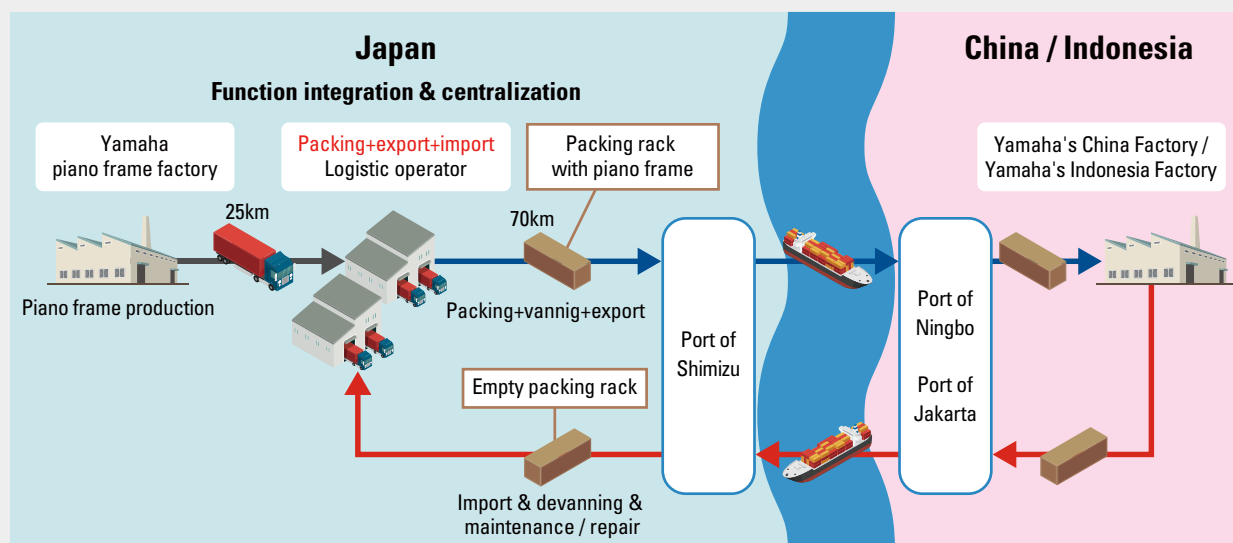 Japan
China / Indonesia
Function integration & centralization
Yamaha
piano frame factory
Packing+export+import
Logistic operator
Packing rack
with piano frame
Yamaha's China Factory /
Yamaha's Indonesia Factory
25km
70km
Piano frame production
Packing+vannig+export
Port of
Shimizu
Port of
Ningbo
Port of
Jakarta
Empty packing rack
Import & devanning &
maintenance / repair